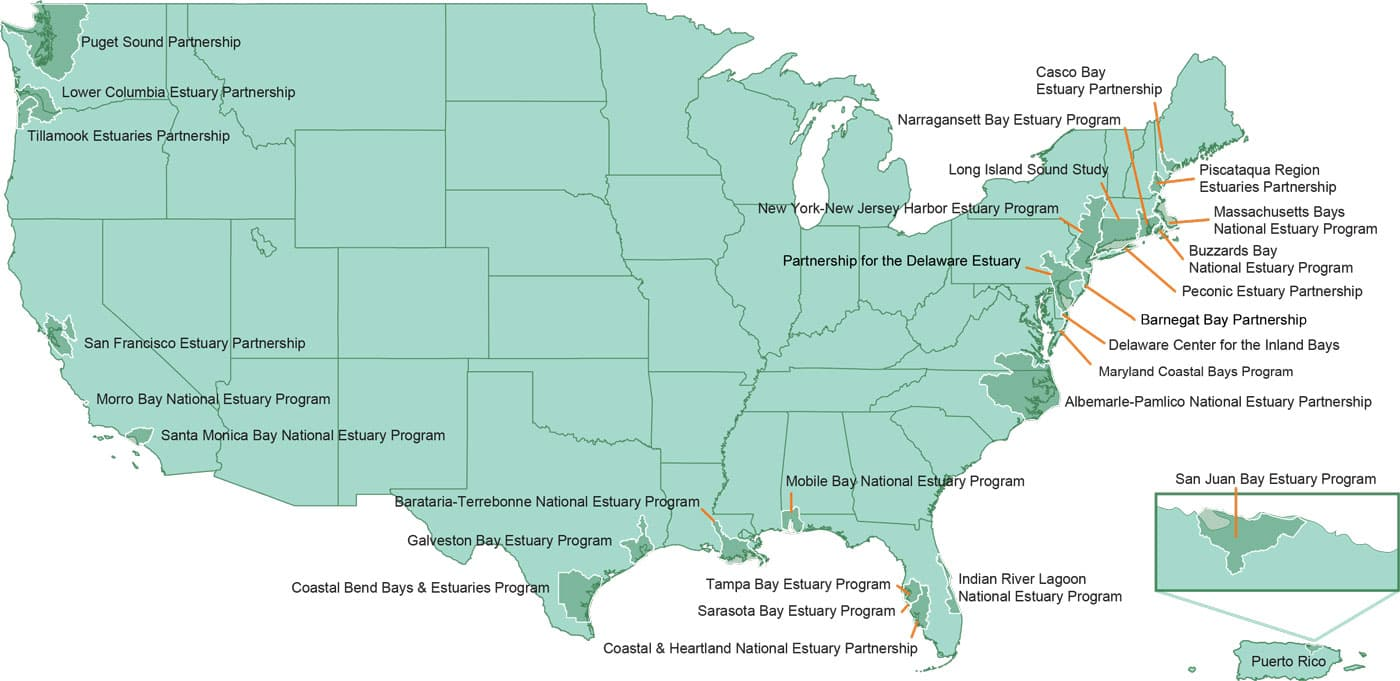 Puget Sound Partnership
Lower Columbia Estuary Partnership
Tillamook Estuaries Partnership
San Francisco Estuary Partnership
Morro Bay National Estuary Program
Santa Monica Bay National Estuary Program
Casco Bay
Estuary Partnership
Narragansett Bay Estuary Program
Long Island Sound Study
New York-New Jersey Harbor Estuary Program
Partnership for the Delaware Estuary
Piscataqua Region
Estuaries Partnership
Massachusetts Bays
National Estuary Program
Buzzards Bay
National Estuary Program
Peconic Estuary Partnership
Barnegat Bay Partnership
Delaware Center for the Inland Bays
Maryland Coastal Bays Program
Albemarle-Pamlico National Estuary Partnership
Mobile Bay National Estuary Program
Barataria-Terrebonne National Estuary Program
Galveston Bay Estuary Program
Coastal Bend Bays & Estuaries Program
Tampa Bay Estuary Program
Sarasota Bay Estuary Program
Coastal & Heartland National Estuary Partnership
Indian River Lagoon
National Estuary Program
San Juan Bay Estuary Program
Puerto Rico